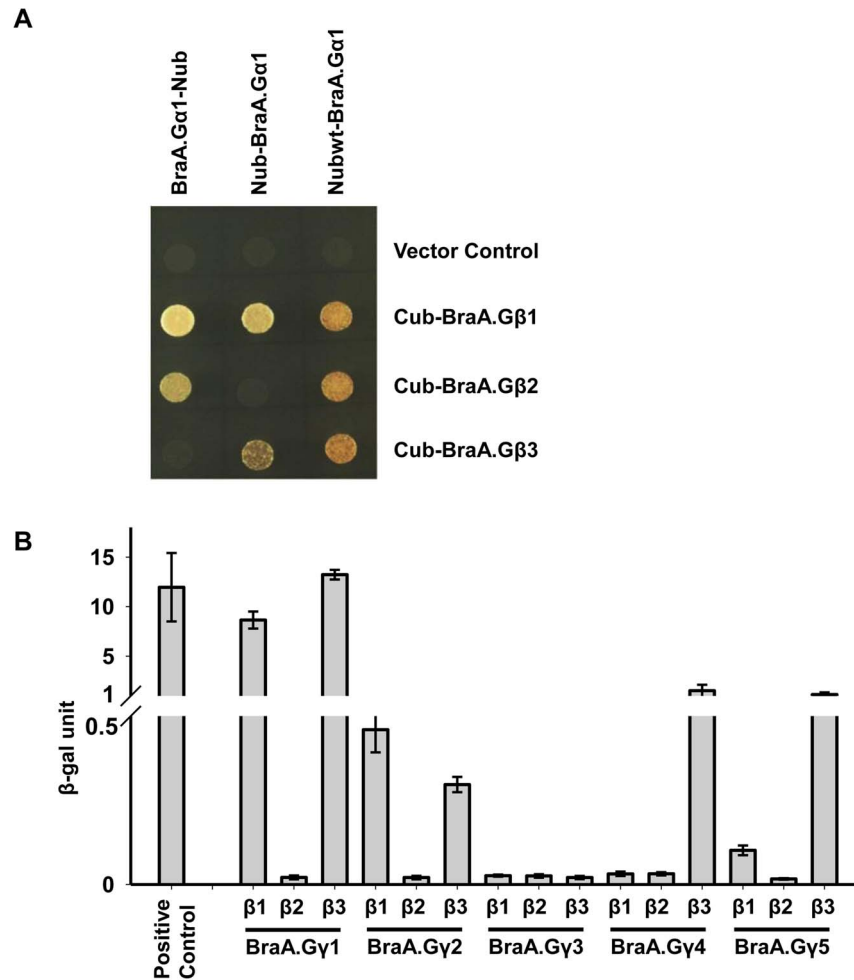 A
BraA.Gα1-Nub
Nub-BraA.Gα1
Nubwt-BraA.Gα1
Vector Control
Cub-BraA.Gβ1
Cub-BraA.Gβ2
Cub-BraA.Gβ3
B
β-gal unit
15
10
5
1
0.5
0
Positive
Control
β1 β2 β3 β1 β2 β3 β1 β2 β3 β1 β2 β3 β1 β2 β3
BraA.Gγ1 BraA.Gγ2 BraA.Gγ3 BraA.Gγ4 BraA.Gγ5